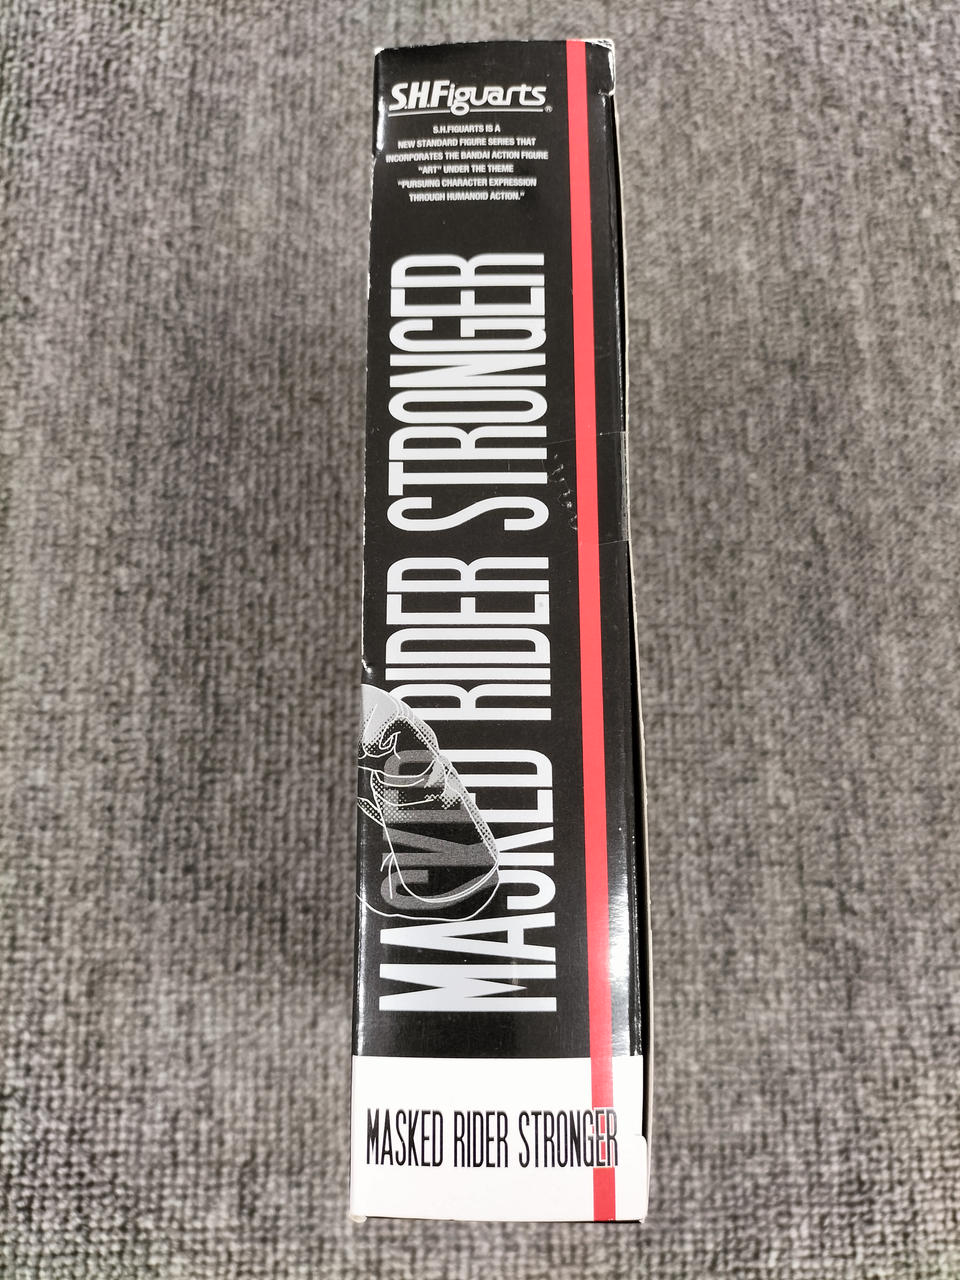 S.H.Figuarts®
S.H.FIGUARTS IS A
NEW STANDARD FIGURE SERIES THAT
INCORPORATES THE BANDAI ACTION FIGURE
"ART" UNDER THE THEME
"PURSUING CHARACTER EXPRESSION
THROUGH HUMANOID ACTION."
MASKED RIDER STRONGER
MASKED RIDER STRONGER